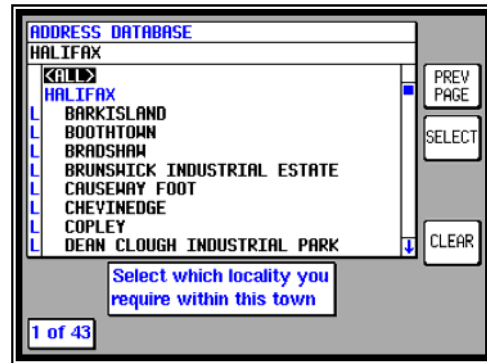 ADDRESS DATABASE
HALIFAX
<ALL>
HALIFAX
L BARKISLAND
L BOOTHTOWN
L BRADSHAW
L BRUNSWICK INDUSTRIAL ESTATE
L CAUSEWAY FOOT
L CHEVINEDGE
L COPLEY
L DEAN CLOUGH INDUSTRIAL PARK
PREV
PAGE
SELECT
CLEAR
Select which locality you
require within this town
1 of 43